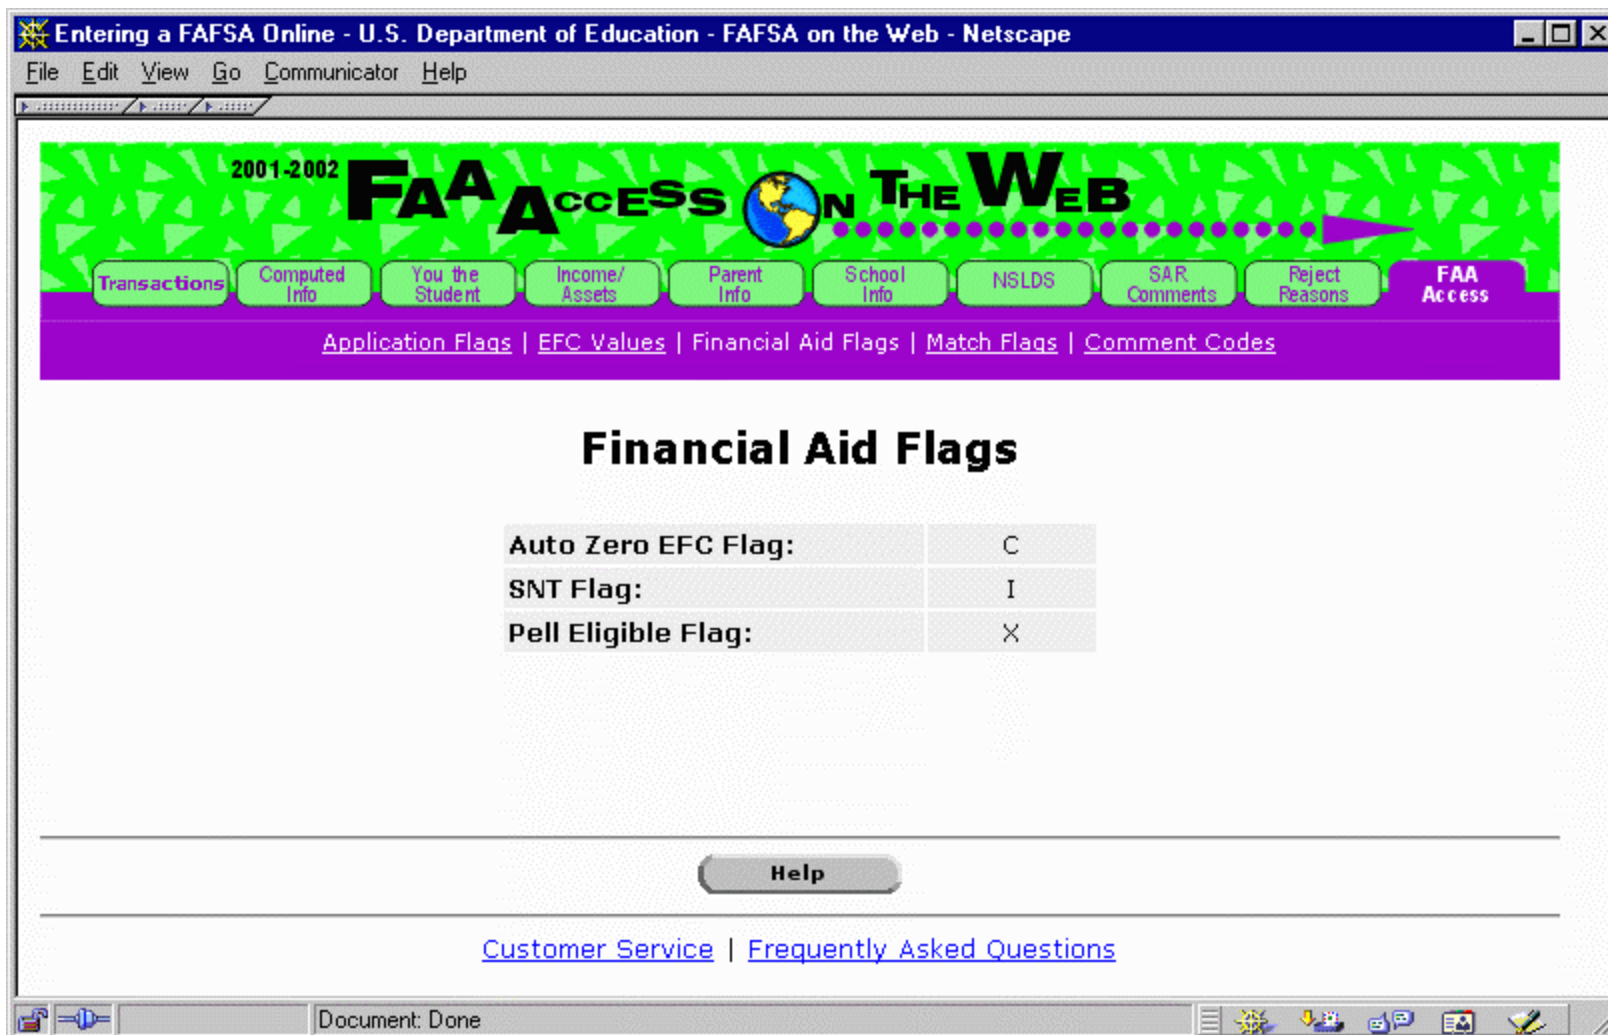 Entering a FAFSA Online - U.S. Department of Education - FAFSA on the Web - Netscape
File Edit View Go Communicator Help
2001-2002 FAA ACCESS ON THE WEB
Transactions Computed Info You the Student Income/ Assets Parent Info School Info NSLDS SAR Comments Reject Reasons FAA Access
Application Flags | EFC Values | Financial Aid Flags | Match Flags | Comment Codes
Financial Aid Flags
Auto Zero EFC Flag: C
SNT Flag: I
Pell Eligible Flag: X
Help
Customer Service | Frequently Asked Questions
Document: Done